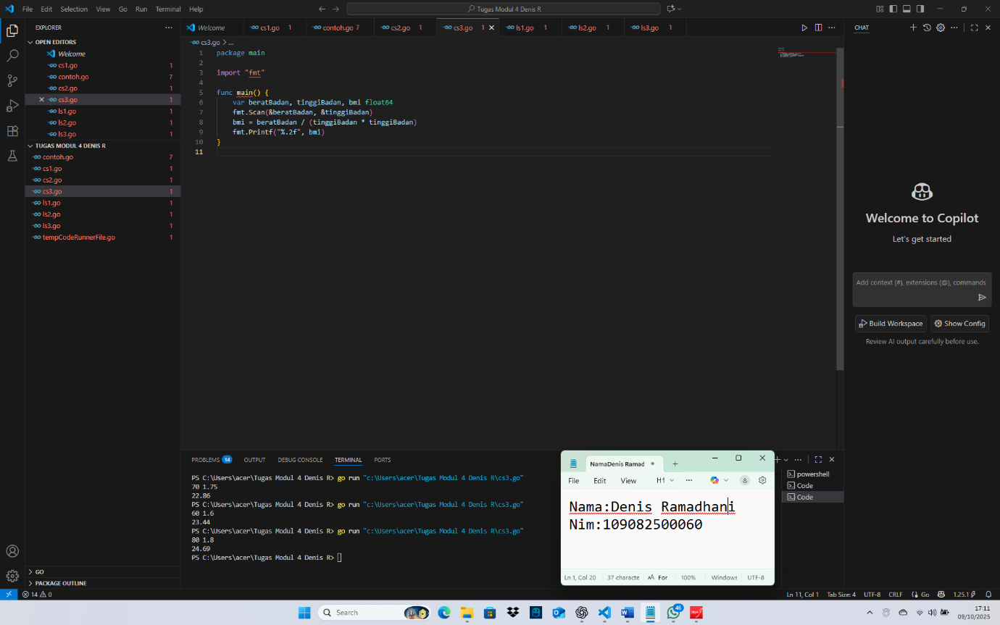 File Edit Selection View Go Run Terminal Help
Tugas Modul 4 Denis R
EXPLORER
OPEN EDITORS
Welcome
cs1.go 1
contoh.go 7
cs2.go 1
cs3.go 1
ls1.go 1
ls2.go 1
ls3.go 1
TUGAS MODUL 4 DENIS R
contoh.go 7
cs1.go 1
cs2.go 1
cs3.go 1
ls1.go 1
ls2.go 1
ls3.go 1
tempCodeRunnerFile.go 1
GO
PACKAGE OUTLINE
Welcome cs1.go 1 contoh.go 7 cs2.go 1 cs3.go 1 ls1.go 1 ls2.go 1 ls3.go 1
cs3.go > ...
1 package main
2
3 import "fmt"
4
5 func main() {
6 var beratBadan, tinggiBadan, bmi float64
7 fmt.Scan(&beratBadan, &tinggiBadan)
8 bmi = beratBadan / (tinggiBadan * tinggiBadan)
9 fmt.Printf("%.2f", bmi)
10 }
11
PROBLEMS 14 OUTPUT DEBUG CONSOLE TERMINAL PORTS
PS C:\Users\acer\Tugas Modul 4 Denis R> go run "c:\Users\acer\Tugas Modul 4 Denis R\cs3.go"
70 1.75
22.86
PS C:\Users\acer\Tugas Modul 4 Denis R> go run "c:\Users\acer\Tugas Modul 4 Denis R\cs3.go"
60 1.6
23.44
PS C:\Users\acer\Tugas Modul 4 Denis R> go run "c:\Users\acer\Tugas Modul 4 Denis R\cs3.go"
80 1.8
24.69
PS C:\Users\acer\Tugas Modul 4 Denis R>
powershell
Code
Code
NamaDenis Ramad
File Edit View H1
Nama:Denis Ramadhani
Nim:109082500060
Ln 1, Col 20 37 characte For 100% Windows UTF-8
CHAT
Welcome to Copilot
Let's get started
Add context (#), extensions (@), commands
Build Workspace Show Config
Review AI output carefully before use.
14 0 Ln 11, Col 1 Tab Size: 4 UTF-8 CRLF Go 1.25.1
Search
46
17:11
09/10/2025